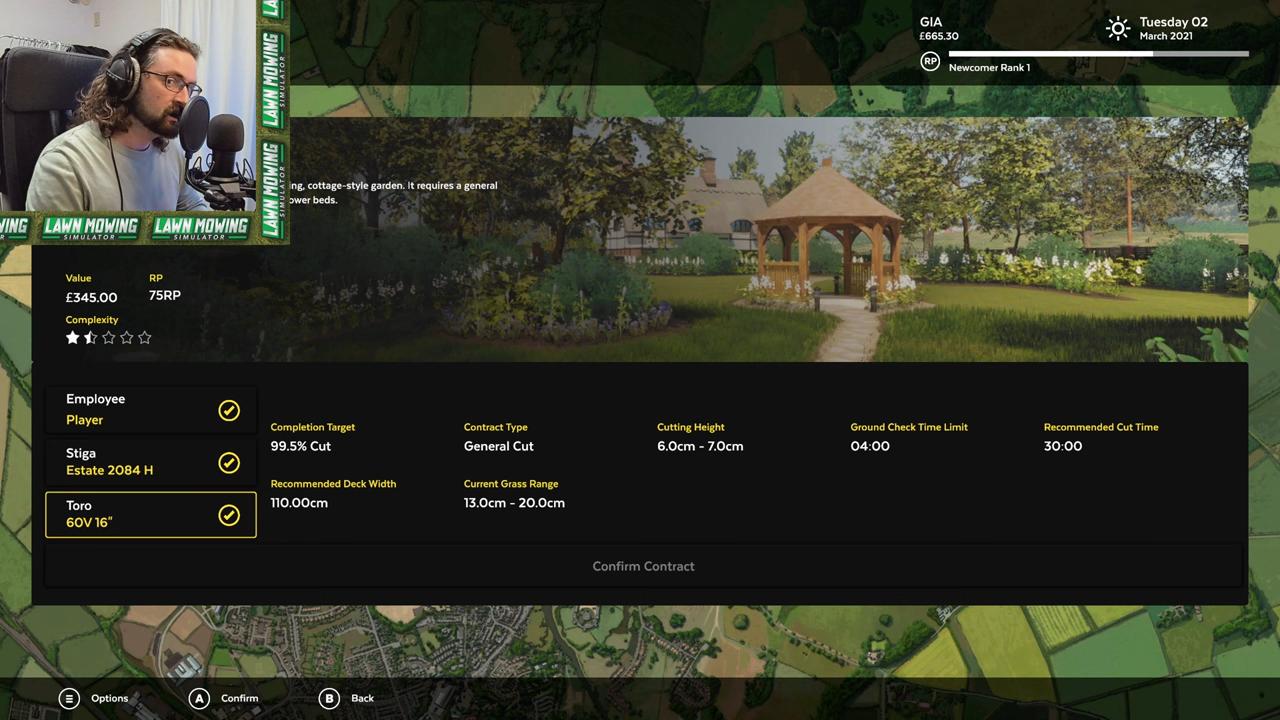 LAWN MOWING
SIMULATOR
LAWN MOWING
SIMULATOR
LAWN MOWING
SIMULATOR
LAWN MOWING
SIMULATOR
GIA
£665.30
Tuesday 02
March 2021
RP
Newcomer Rank 1
cottage-style garden. It requires a general
beds.
Value
RP
£345.00
75RP
Complexity
Employee
Player
Stiga
Estate 2084 H
Toro
60V 16"
Completion Target
Contract Type
Cutting Height
Ground Check Time Limit
Recommended Cut Time
99.5% Cut
General Cut
6.0cm - 7.0cm
04:00
30:00
Recommended Deck Width
Current Grass Range
110.00cm
13.0cm - 20.0cm
Confirm Contract
Options
A
Confirm
B
Back